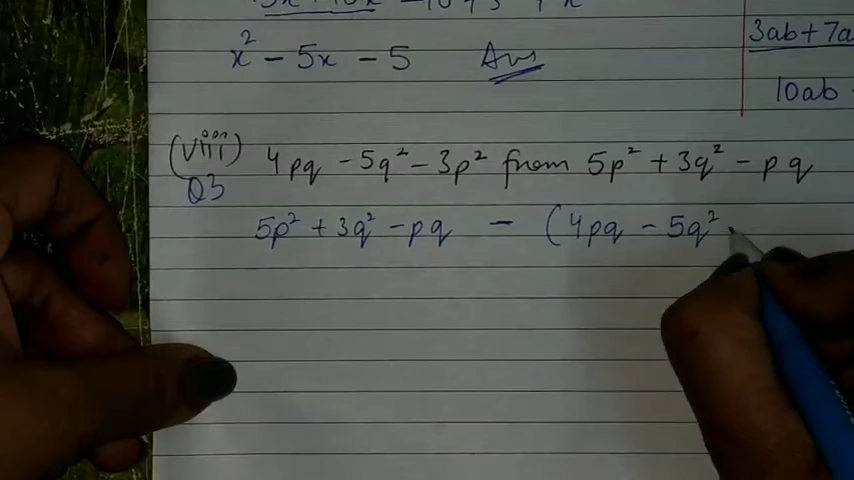 x² - 5x - 5 Ans
3ab + 7a
10ab
(viii) 4pq - 5q² - 3p² from 5p² + 3q² - pq
Q3
5p² + 3q² - pq - (4pq - 5q²